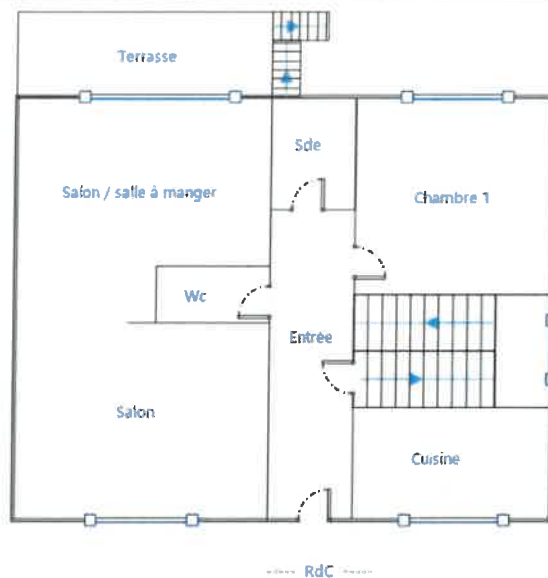 Terrasse
Sde
Salon / salle à manger
Chambre 1
Wc
Entrée
Salon
Cuisine
RdC